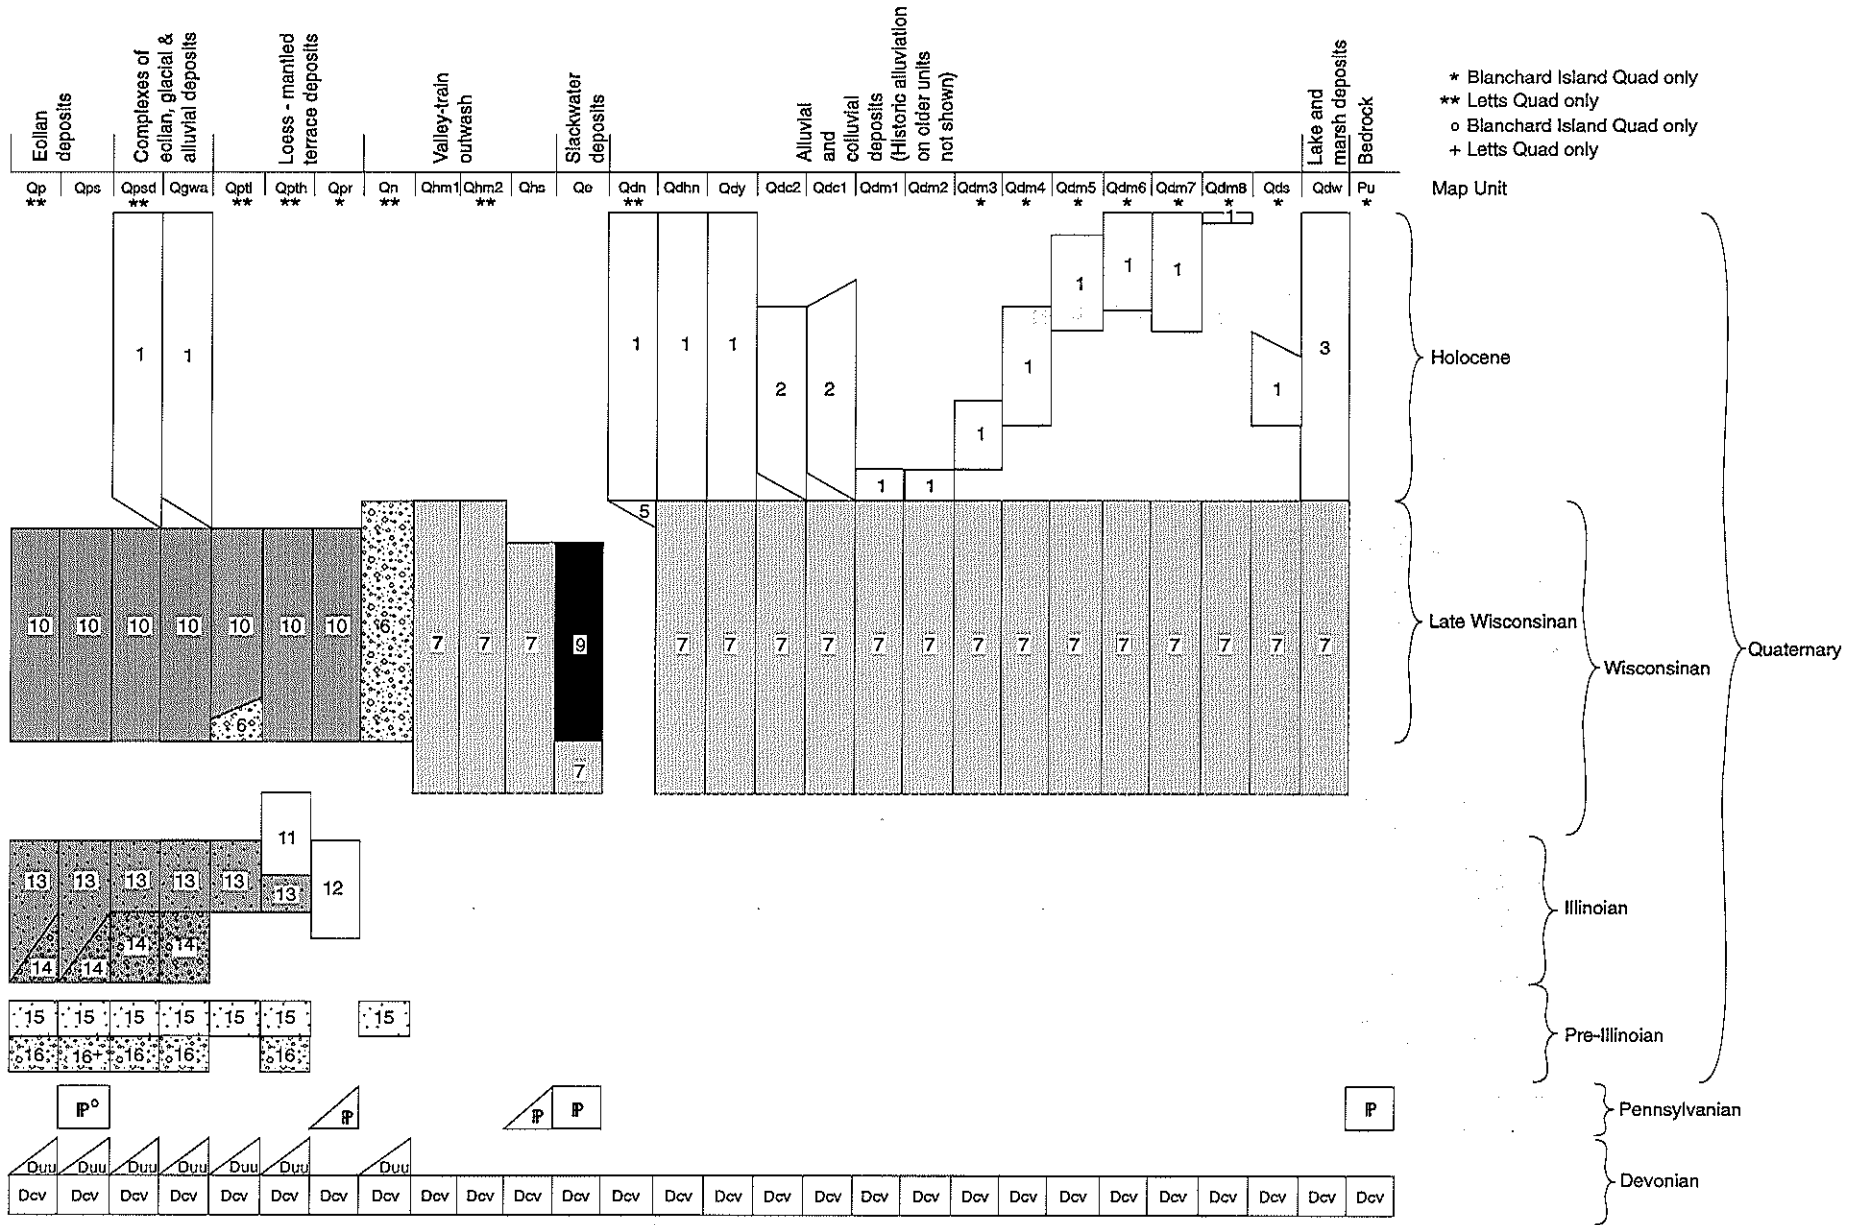 Eolian
deposits
Complexes of
eolian, glacial &
alluvial deposits
Loess - mantled
terrace deposits
Valley-train
outwash
Slackwater
deposits
Alluvial
and
colluvial
deposits
(Historic alluviation
on older units
not shown)
Lake and
marsh deposits
Bedrock
* Blanchard Island Quad only
** Letts Quad only
o Blanchard Island Quad only
+ Letts Quad only
Qp Qps Qpsd Qgwa Qptl Qpth Qpr Qn Qhm1 Qhm2 Qhs Qe Qdn Qdhn Qdy Qdc2 Qdc1 Qdm1 Qdm2 Qdm3 Qdm4 Qdm5 Qdm6 Qdm7 Qdm8 Qds Qdw Pu Map Unit
** ** ** ** * ** ** ** * * * * * * * *
1
1 1 1
1 1 1 1 1 3 Holocene
1
2 2 1
1
1 1
5
10 10 10 10 10 10 10 6 9 Late Wisconsinan
7 7 7 7 7 7 7 7 7 7 7 7 7 7 7 7 7 Quaternary
Wisconsinan
6
7
11
13 13 13 13 13 13 12
Illinoian
14 14 14 14
15 15 15 15 15 15 15
Pre-Illinoian
16 16+ 16 16 16
IP° IP IP IP IP Pennsylvanian
Duu Duu Duu Duu Duu Duu Duu
Devonian
Dcv Dcv Dcv Dcv Dcv Dcv Dcv Dcv Dcv Dcv Dcv Dcv Dcv Dcv Dcv Dcv Dcv Dcv Dcv Dcv Dcv Dcv Dcv Dcv Dcv Dcv Dcv Dcv